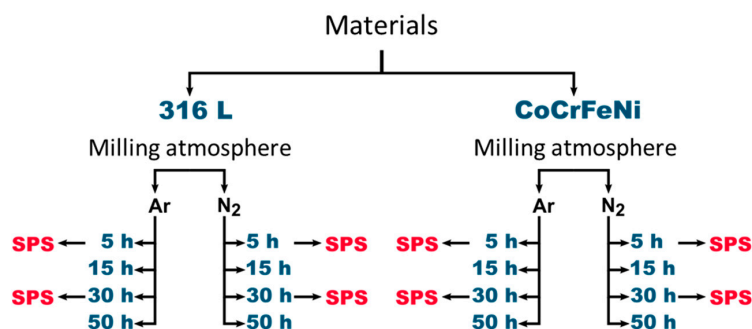 Materials
316 L CoCrFeNi
Milling atmosphere Milling atmosphere
Ar N₂ Ar N₂
SPS 5 h 5 h SPS SPS 5 h 5 h SPS
15 h 15 h 15 h 15 h
SPS 30 h 30 h SPS SPS 30 h 30 h SPS
50 h 50 h 50 h 50 h